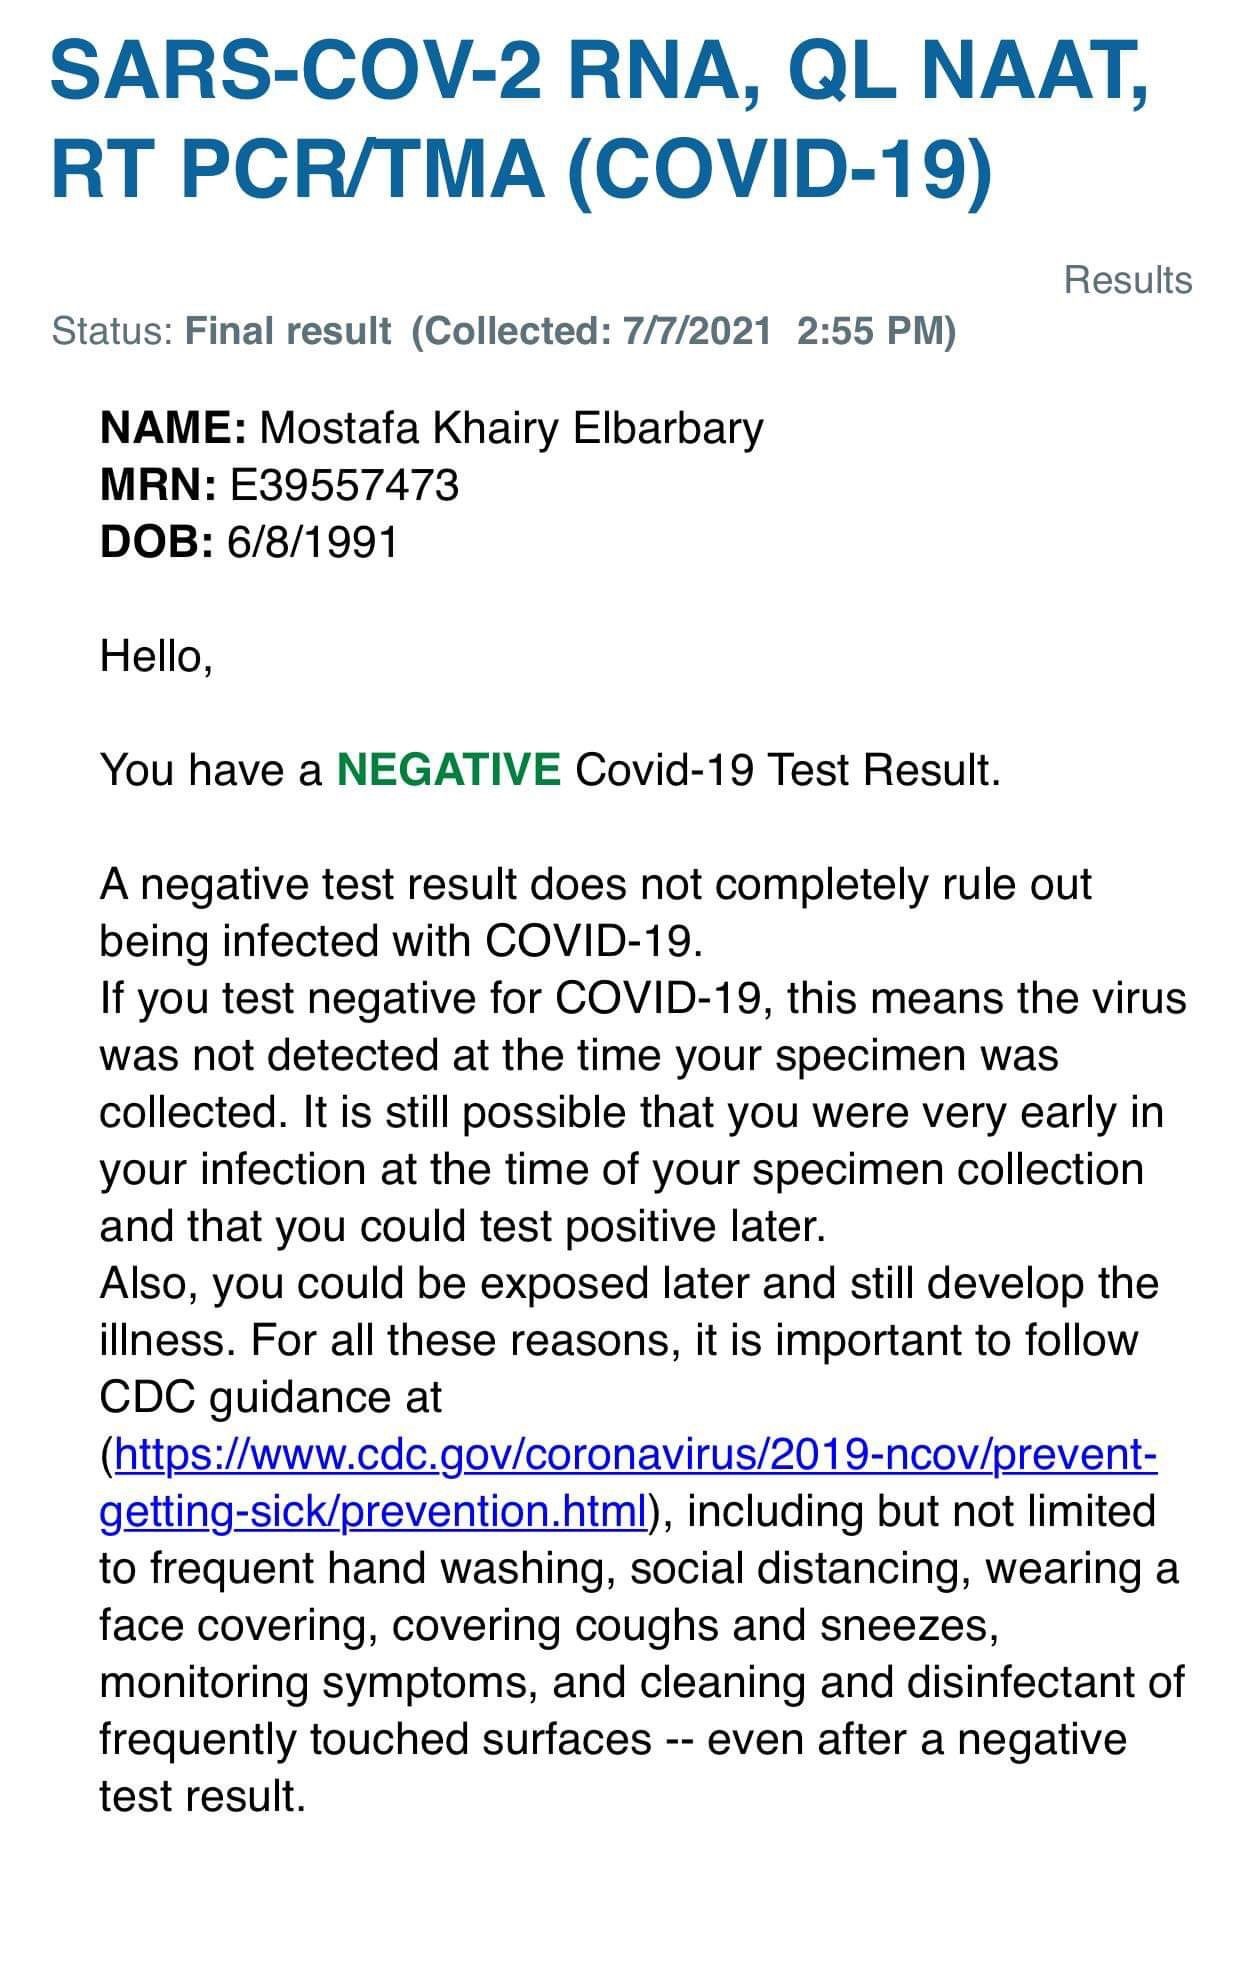 SARS-COV-2 RNA, QL NAAT,
RT PCR/TMA (COVID-19)
Results
Status: Final result (Collected: 7/7/2021 2:55 PM)
NAME: Mostafa Khairy Elbarbary
MRN: E39557473
DOB: 6/8/1991
Hello,
You have a NEGATIVE Covid-19 Test Result.
A negative test result does not completely rule out
being infected with COVID-19.
If you test negative for COVID-19, this means the virus
was not detected at the time your specimen was
collected. It is still possible that you were very early in
your infection at the time of your specimen collection
and that you could test positive later.
Also, you could be exposed later and still develop the
illness. For all these reasons, it is important to follow
CDC guidance at
(https://www.cdc.gov/coronavirus/2019-ncov/prevent-
getting-sick/prevention.html), including but not limited
to frequent hand washing, social distancing, wearing a
face covering, covering coughs and sneezes,
monitoring symptoms, and cleaning and disinfectant of
frequently touched surfaces -- even after a negative
test result.